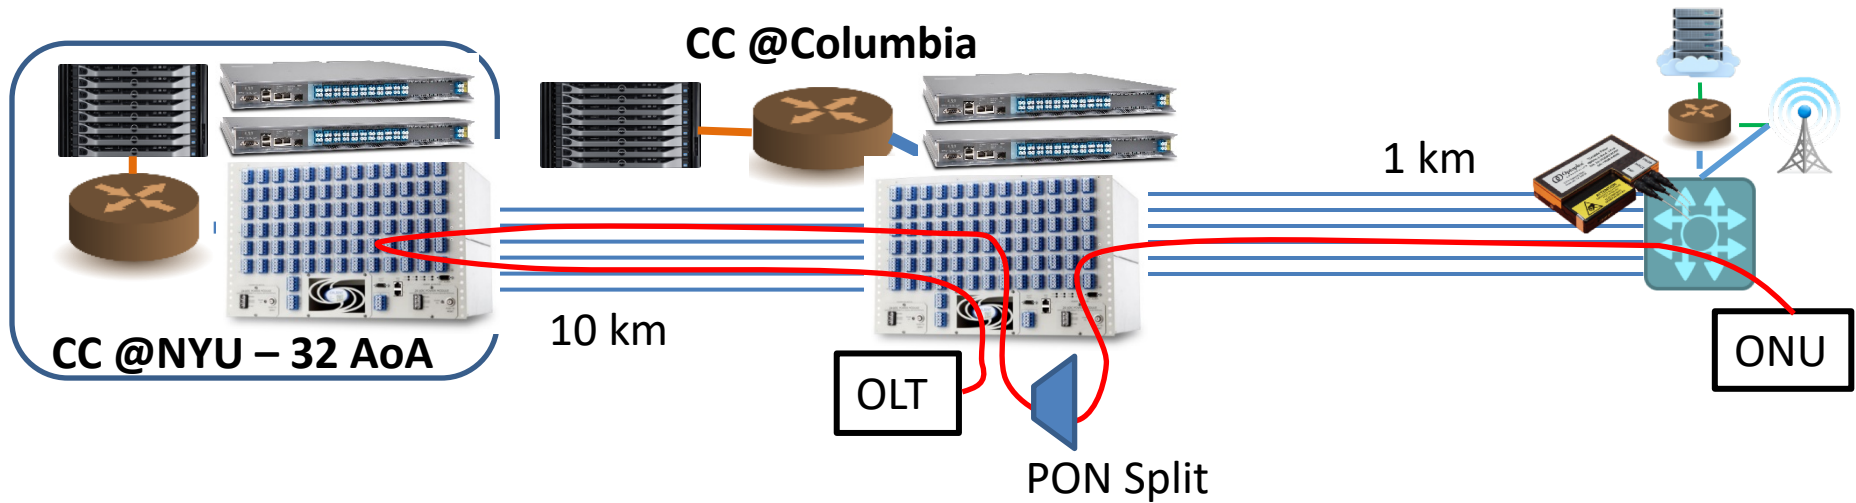 CC @Columbia
1 km
10 km
CC @NYU – 32 AoA
OLT
ONU
PON Split